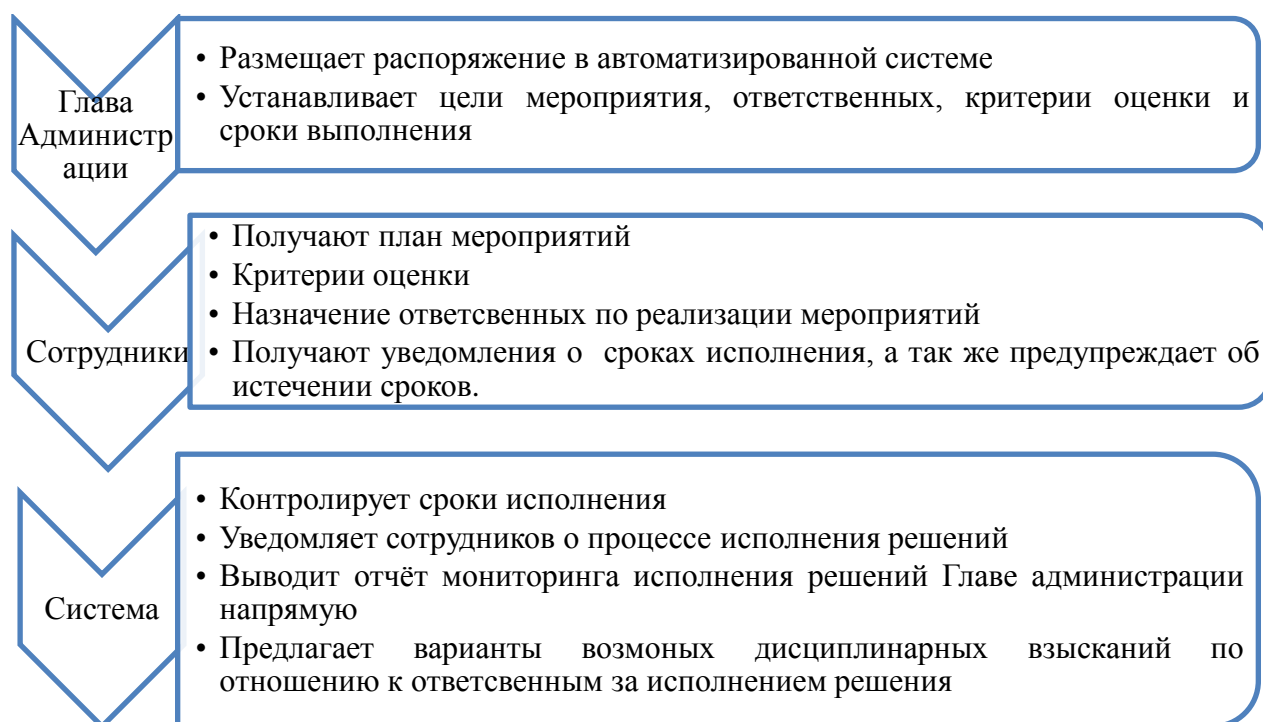 Глава
Администр
ации
• Размещает распоряжение в автоматизированной системе
• Устанавливает цели мероприятия, ответственных, критерии оценки и
сроки выполнения
Сотрудники
• Получают план мероприятий
• Критерии оценки
• Назначение ответсвенных по реализации мероприятий
• Получают уведомления о сроках исполнения, а так же предупреждает об
истечении сроков.
Система
• Контролирует сроки исполнения
• Уведомляет сотрудников о процессе исполнения решений
• Выводит отчёт мониторинга исполнения решений Главе администрации
напрямую
• Предлагает варианты возмоных дисциплинарных взысканий по
отношению к ответсвенным за исполнением решения